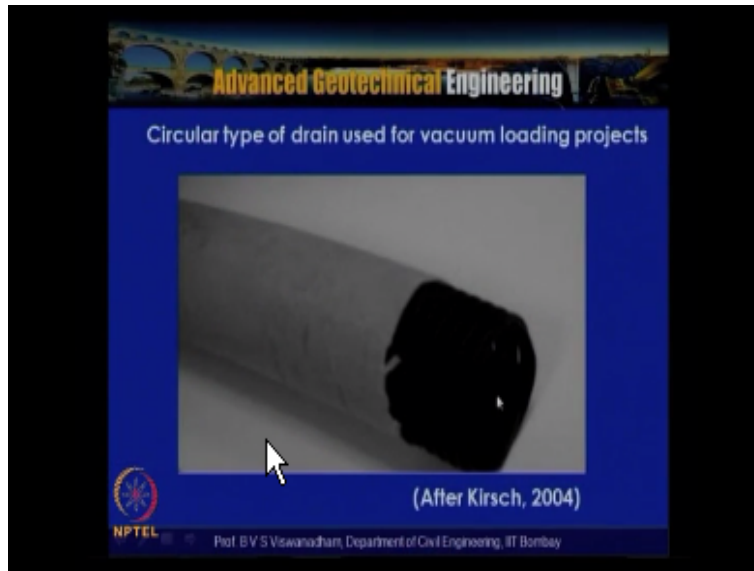 Advanced Geotechnical Engineering
Circular type of drain used for vacuum loading projects
(After Kirsch, 2004)
NPTEL
Prof. B V S Viswanadham, Department of Civil Engineering, IIT Bombay